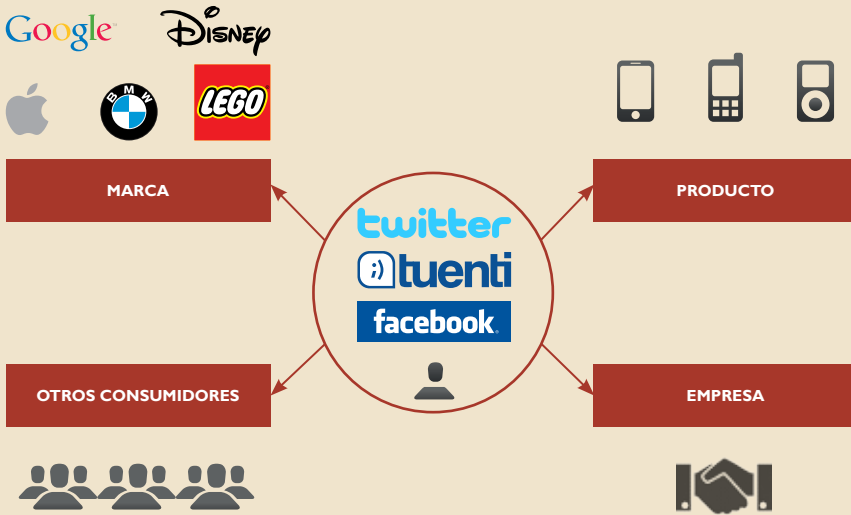 Google
DISNEY
BMW
LEGO
MARCA
PRODUCTO
twitter
;) tuenti
facebook
OTROS CONSUMIDORES
EMPRESA